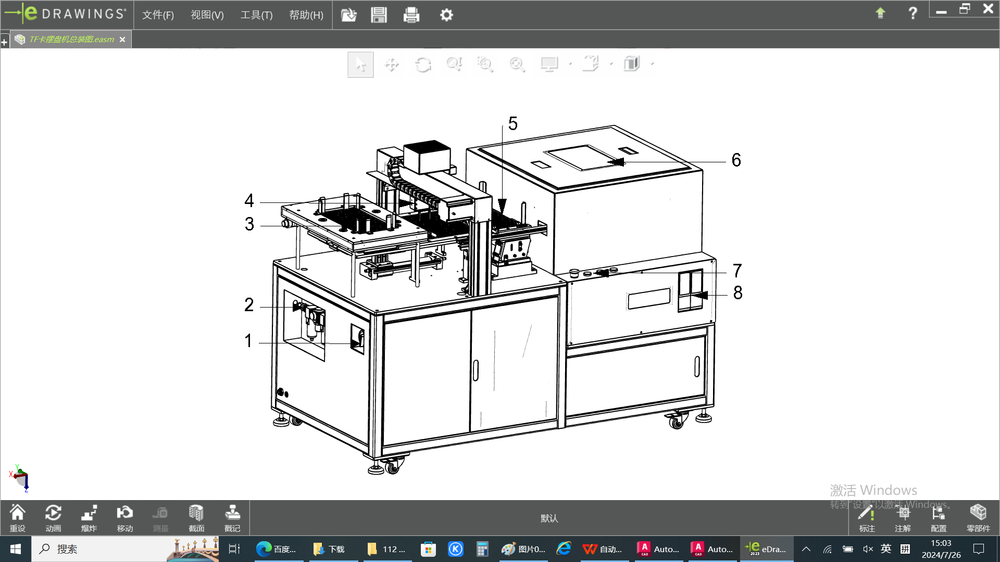 eDRAWINGS
文件(F) 视图(V) 工具(T) 帮助(H)
TF卡摆盘机总装图.easm
5
6
4
3
7
8
2
1
Y
X
Z
激活 Windows
转到"设置"以激活 Windows。
重设 动画 爆炸 移动 测量 截面 戳记
默认
标注 注解 配置 零部件
搜索
百度...
下载
112 ...
图片0...
自动...
Auto...
Auto...
eDra...
英
拼
15:03
2024/7/26